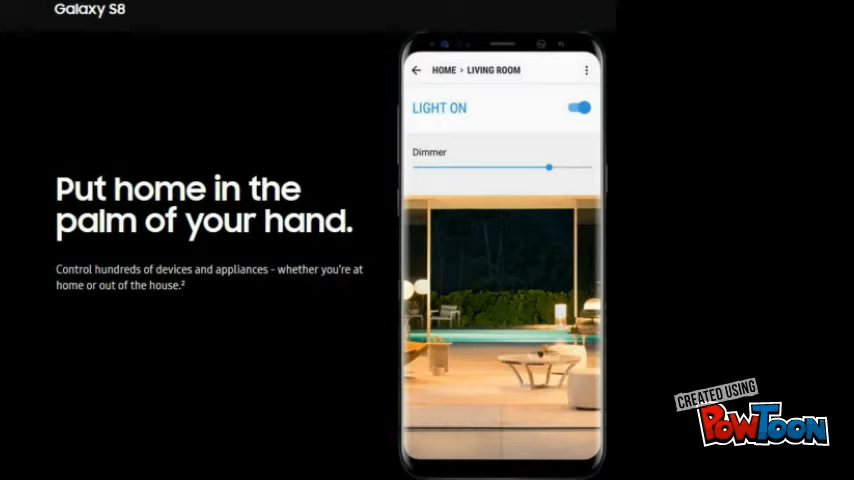 Galaxy S8
HOME > LIVING ROOM
LIGHT ON
Dimmer
Put home in the
palm of your hand.
Control hundreds of devices and appliances - whether you're at
home or out of the house.²
CREATED USING
POWTOON